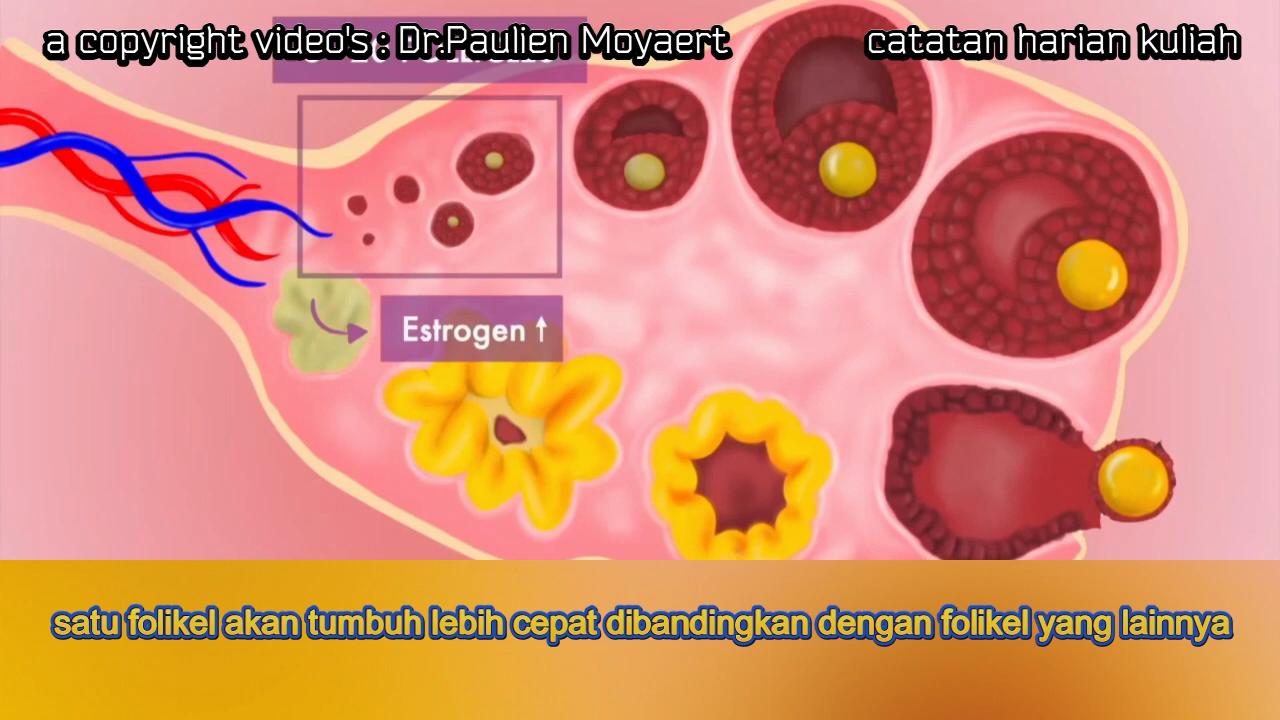 a copyright video's : Dr.Paulien Moyaert
catatan harian kuliah
Estrogen ↑
satu folikel akan tumbuh lebih cepat dibandingkan dengan folikel yang lainnya